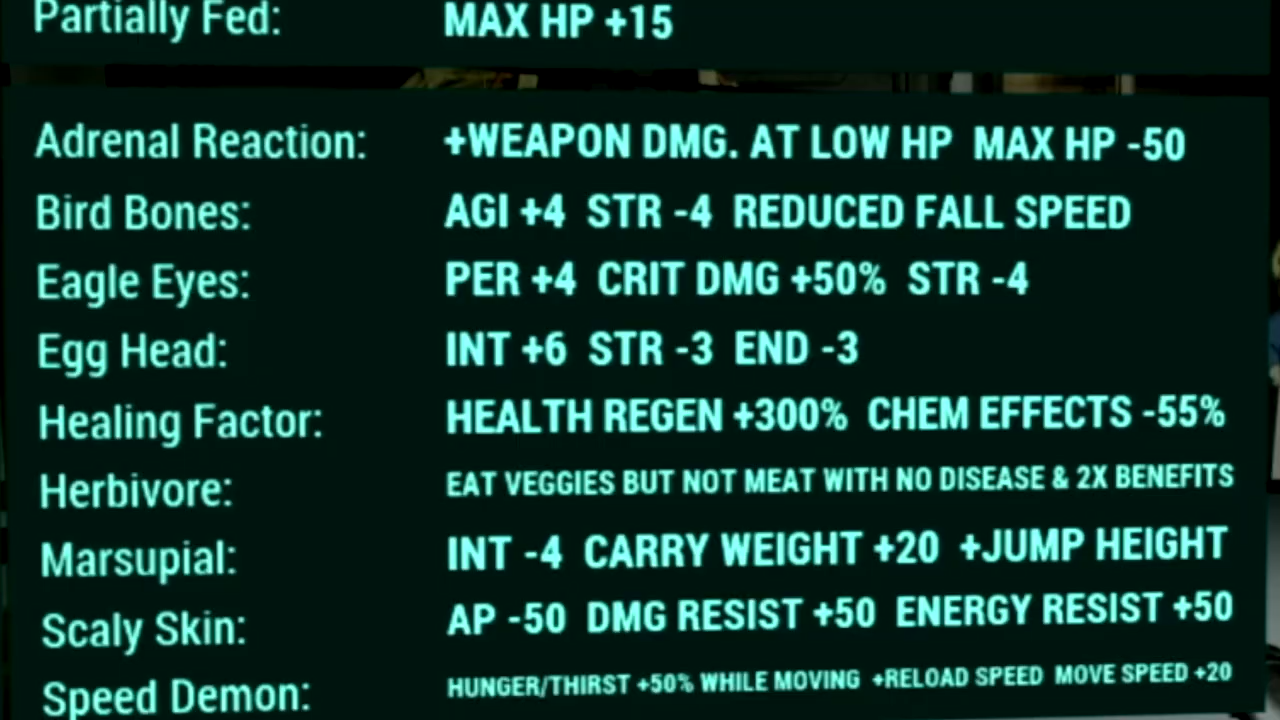 Partially Fed: MAX HP +15
Adrenal Reaction: +WEAPON DMG. AT LOW HP MAX HP -50
Bird Bones: AGI +4 STR -4 REDUCED FALL SPEED
Eagle Eyes: PER +4 CRIT DMG +50% STR -4
Egg Head: INT +6 STR -3 END -3
Healing Factor: HEALTH REGEN +300% CHEM EFFECTS -55%
Herbivore: EAT VEGGIES BUT NOT MEAT WITH NO DISEASE & 2X BENEFITS
Marsupial: INT -4 CARRY WEIGHT +20 +JUMP HEIGHT
Scaly Skin: AP -50 DMG RESIST +50 ENERGY RESIST +50
Speed Demon: HUNGER/THIRST +50% WHILE MOVING +RELOAD SPEED MOVE SPEED +20